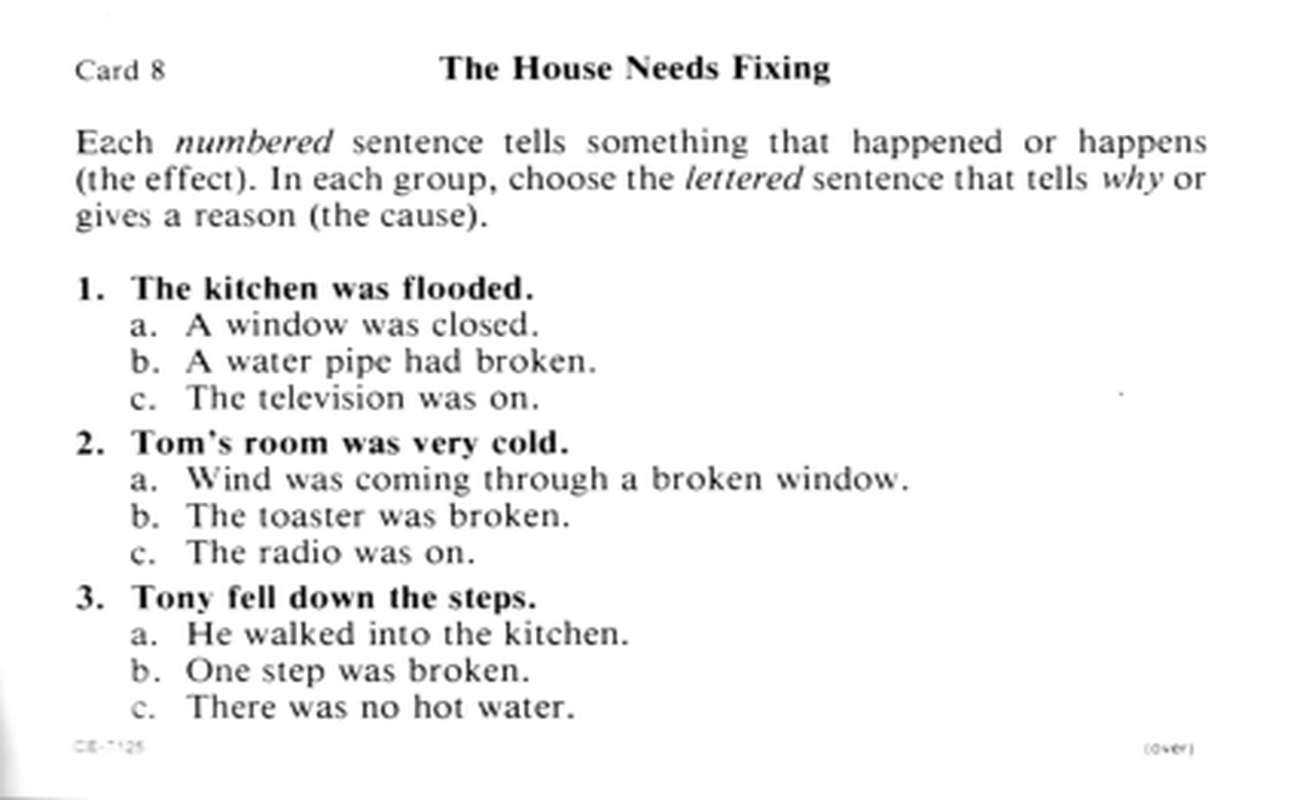 Card 8
The House Needs Fixing
Each numbered sentence tells something that happened or happens
(the effect). In each group, choose the lettered sentence that tells why or
gives a reason (the cause).
1. The kitchen was flooded.
a. A window was closed.
b. A water pipe had broken.
c. The television was on.
2. Tom's room was very cold.
a. Wind was coming through a broken window.
b. The toaster was broken.
c. The radio was on.
3. Tony fell down the steps.
a. He walked into the kitchen.
b. One step was broken.
c. There was no hot water.
(over)